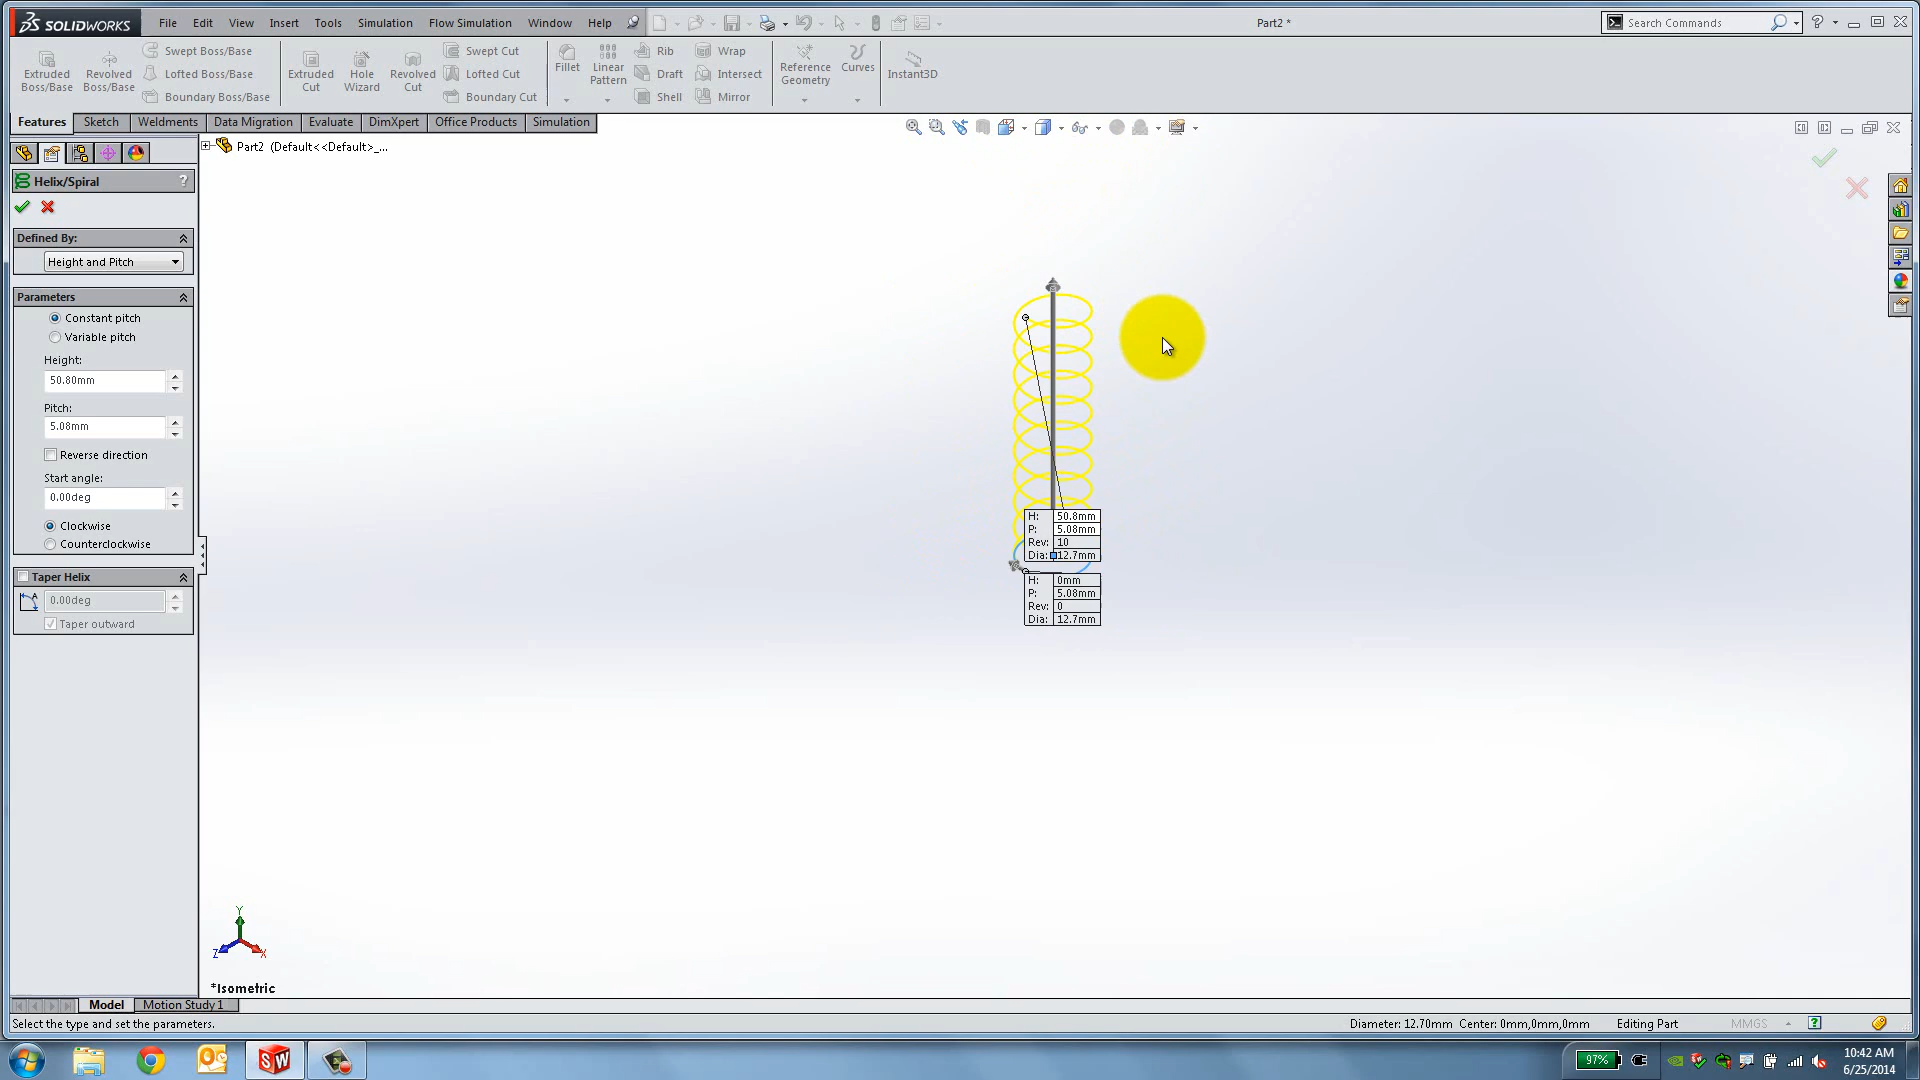 SOLIDWORKS File Edit View Insert Tools Simulation Flow Simulation Window Help Part2 * Search Commands
Extruded Boss/Base
Revolved Boss/Base
Swept Boss/Base
Lofted Boss/Base
Boundary Boss/Base
Extruded Cut
Hole Wizard
Revolved Cut
Swept Cut
Lofted Cut
Boundary Cut
Fillet
Linear Pattern
Rib
Draft
Shell
Wrap
Intersect
Mirror
Reference Geometry
Curves
Instant3D
Features Sketch Weldments Data Migration Evaluate DimXpert Office Products Simulation
Part2 (Default<<Default>_...
Helix/Spiral ?
Defined By:
Height and Pitch
Parameters
Constant pitch
Variable pitch
Height:
50.80mm
Pitch:
5.08mm
Reverse direction
Start angle:
0.00deg
Clockwise
Counterclockwise
Taper Helix
0.00deg
Taper outward
H: 50.8mm
P: 5.08mm
Rev: 10
Dia: 12.7mm
H: 0mm
P: 5.08mm
Rev: 0
Dia: 12.7mm
Y
Z X
*Isometric
Model Motion Study 1
Select the type and set the parameters. Diameter: 12.70mm Center: 0mm,0mm,0mm Editing Part MMGS
97% 10:42 AM
6/25/2014